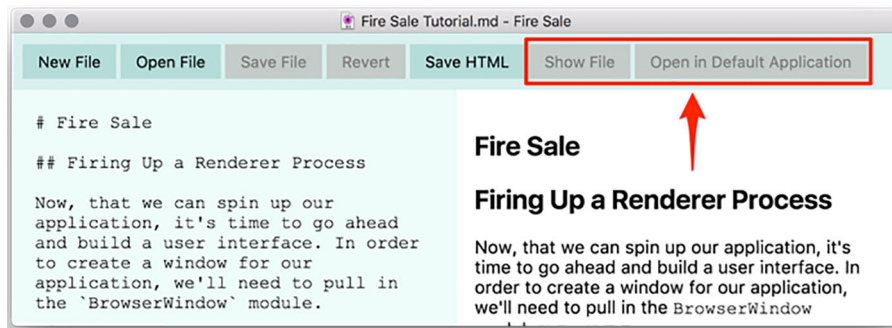 Fire Sale Tutorial.md - Fire Sale
New File Open File Save File Revert Save HTML Show File Open in Default Application
# Fire Sale
## Firing Up a Renderer Process
Now, that we can spin up our
application, it's time to go ahead
and build a user interface. In order
to create a window for our
application, we'll need to pull in
the `BrowserWindow` module.
Fire Sale
Firing Up a Renderer Process
Now, that we can spin up our application, it's
time to go ahead and build a user interface. In
order to create a window for our application,
we'll need to pull in the BrowserWindow